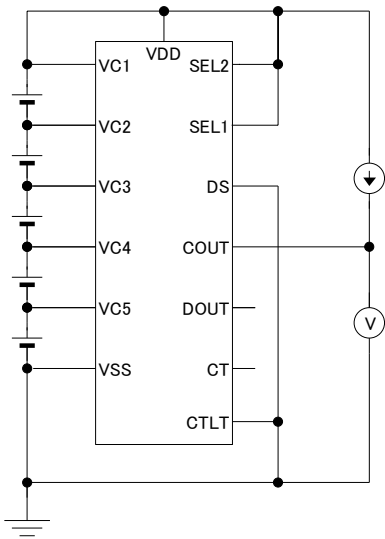 VDD
VC1
SEL2
VC2
SEL1
VC3
DS
VC4
COUT
VC5
DOUT
V
VSS
CT
CTLT